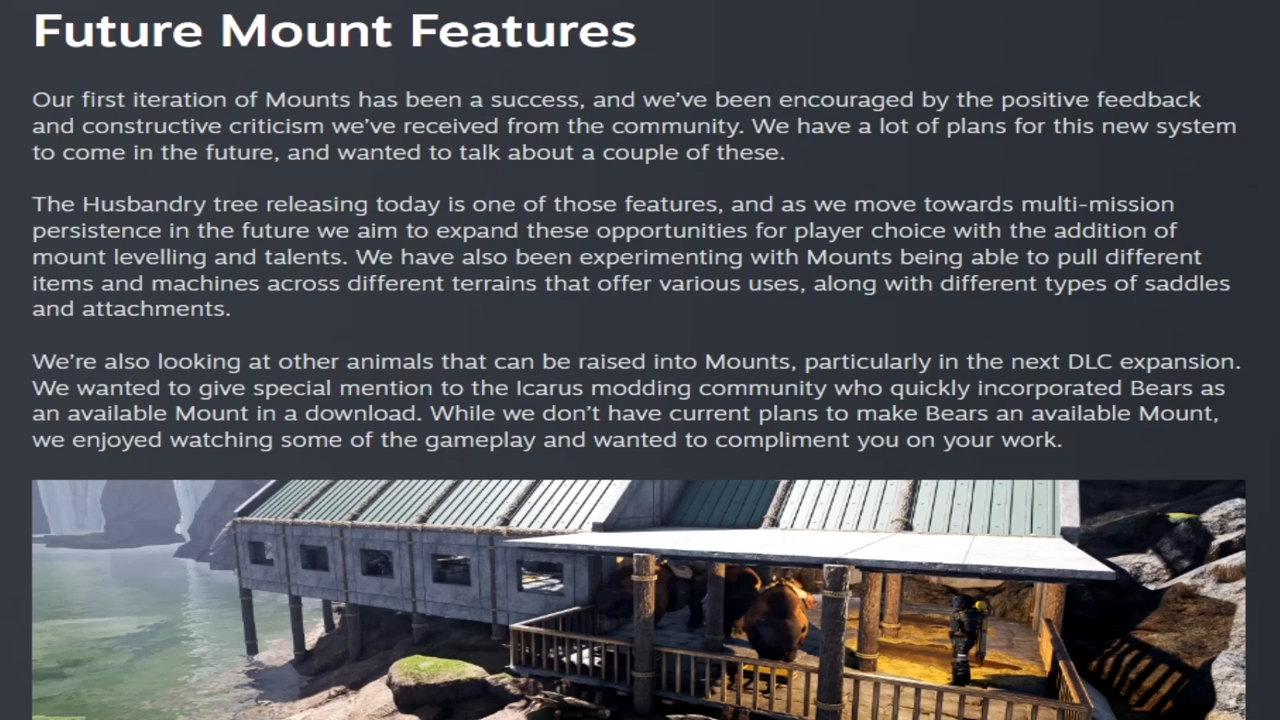 Future Mount Features
Our first iteration of Mounts has been a success, and we've been encouraged by the positive feedback
and constructive criticism we've received from the community. We have a lot of plans for this new system
to come in the future, and wanted to talk about a couple of these.
The Husbandry tree releasing today is one of those features, and as we move towards multi-mission
persistence in the future we aim to expand these opportunities for player choice with the addition of
mount levelling and talents. We have also been experimenting with Mounts being able to pull different
items and machines across different terrains that offer various uses, along with different types of saddles
and attachments.
We're also looking at other animals that can be raised into Mounts, particularly in the next DLC expansion.
We wanted to give special mention to the Icarus modding community who quickly incorporated Bears as
an available Mount in a download. While we don't have current plans to make Bears an available Mount,
we enjoyed watching some of the gameplay and wanted to compliment you on your work.